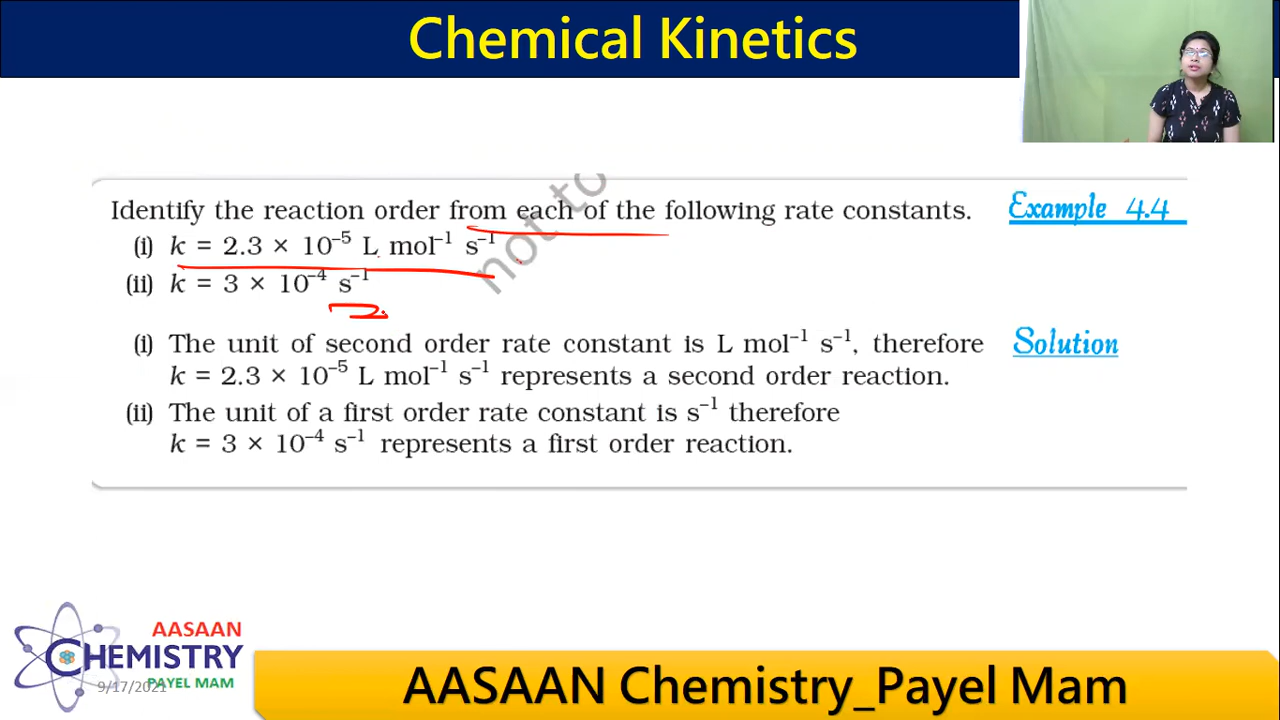 Chemical Kinetics
Identify the reaction order from each of the following rate constants.
Example 4.4
(i) k = 2.3 × 10⁻⁵ L mol⁻¹ s⁻¹
(ii) k = 3 × 10⁻⁴ s⁻¹
not to
(i) The unit of second order rate constant is L mol⁻¹ s⁻¹, therefore
Solution
k = 2.3 × 10⁻⁵ L mol⁻¹ s⁻¹ represents a second order reaction.
(ii) The unit of a first order rate constant is s⁻¹ therefore
k = 3 × 10⁻⁴ s⁻¹ represents a first order reaction.
AASAAN
CHEMISTRY
PAYEL MAM
9/17/2021
AASAAN Chemistry_Payel Mam